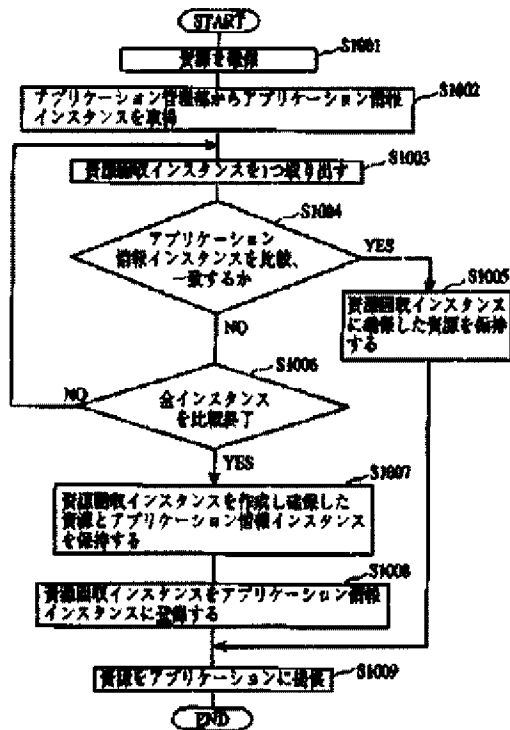 START
資源を確保
S1001
アプリケーション管理部からアプリケーション情報
インスタンスを取得
S1002
資源回収インスタンスを1つ取り出す
S1003
アプリケーション
情報インスタンスを比較、
一致するか
S1004
YES
NO
資源回収インスタンス
に確保した資源を保持
する
S1005
全インスタンス
を比較終了
S1006
NO
YES
資源回収インスタンスを作成し確保した
資源とアプリケーション情報インスタンス
を保持する
S1007
資源回収インスタンスをアプリケーション情報
インスタンスに登録する
S1008
資源をアプリケーションに提供
S1009
END